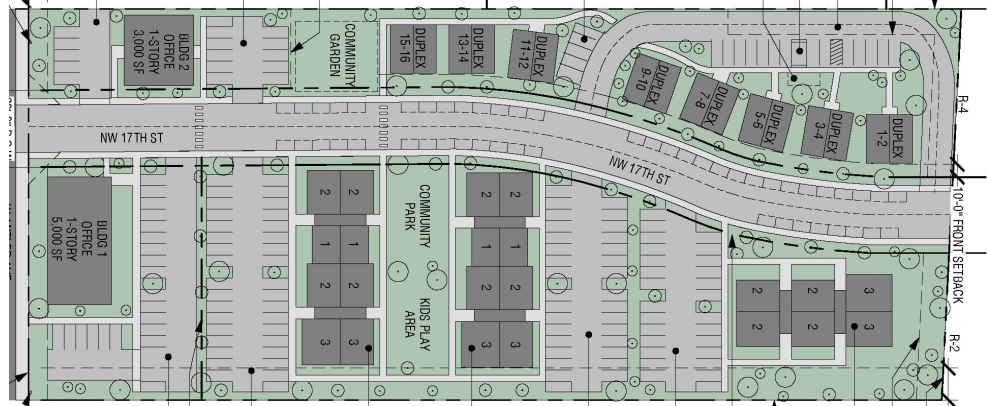 BLDG 2
OFFICE
1-STORY
3,000 SF
COMMUNITY
GARDEN
DUPLEX
15-16
DUPLEX
13-14
DUPLEX
11-12
DUPLEX
9-10
DUPLEX
7-8
DUPLEX
5-6
DUPLEX
3-4
DUPLEX
1-2
R-4
NW 17TH ST
NW 17TH ST
10'-0" FRONT SETBACK
BLDG 1
OFFICE
1-STORY
5,000 SF
2 2
1 1
2 2
3 3
COMMUNITY
PARK
KIDS PLAY
AREA
2 2
1 1
2 2
3 3
2 2 3
2 2 3
R-2